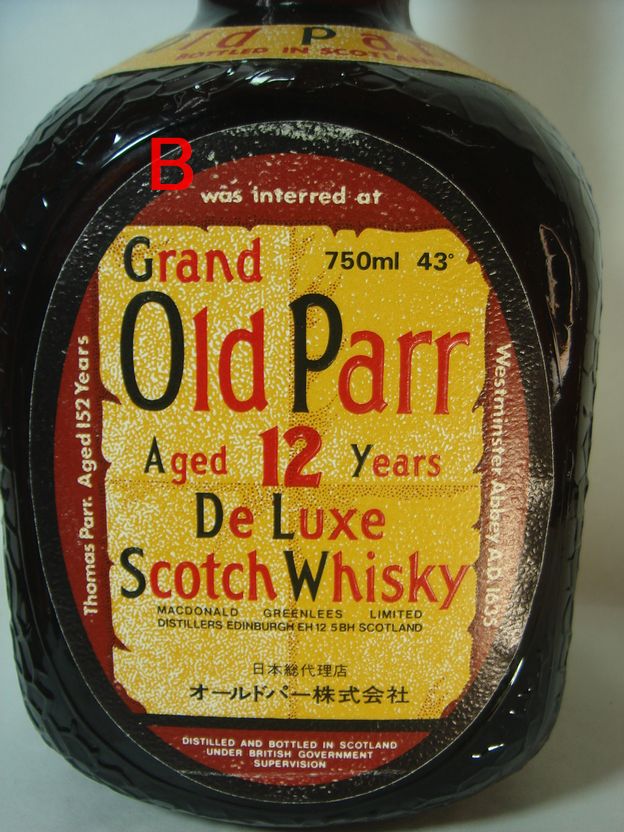 Old Par
BOTTLED IN SCOTLAND
B
Thomas Parr. Aged 152 Years
was interred at
Westminster Abbey A.D. 1635
Grand 750ml 43°
Old Parr
Aged 12 Years
De Luxe
Scotch Whisky
MACDONALD GREENLEES LIMITED
DISTILLERS EDINBURGH EH12 5BH SCOTLAND
日本総代理店
オールドパー株式会社
DISTILLED AND BOTTLED IN SCOTLAND
UNDER BRITISH GOVERNMENT
SUPERVISION